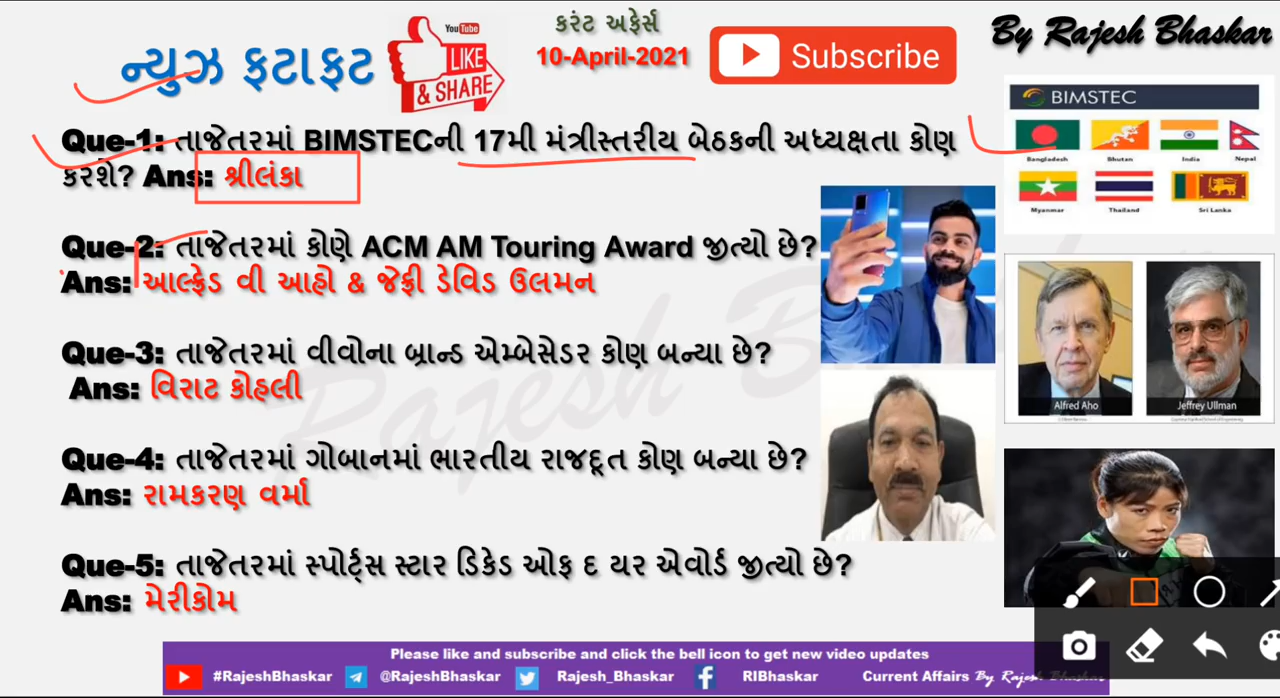 ન્યુઝ ફટાફટ
YouTube
LIKE
& SHARE
કરંટ અફેર્સ
10-April-2021
Subscribe
By Rajesh Bhaskar
Que-1: તાજેતરમાં BIMSTECની 17મી મંત્રીસ્તરીય બેઠકની અધ્યક્ષતા કોણ
કરશે? Ans: શ્રીલંકા
BIMSTEC
Bangladesh Bhutan India Nepal
Myanmar Thailand Sri Lanka
Que-2: તાજેતરમાં કોણે ACM AM Touring Award જીત્યો છે?
Ans: આલ્ફ્રેડ વી આહો & જેફ્રી ડેવિડ ઉલમન
Alfred Aho Jeffrey Ullman
Que-3: તાજેતરમાં વીવોના બ્રાન્ડ એમ્બેસેડર કોણ બન્યા છે?
Ans: વિરાટ કોહલી
Que-4: તાજેતરમાં ગોબાનમાં ભારતીય રાજદૂત કોણ બન્યા છે?
Ans: રામકરણ વર્મા
Que-5: તાજેતરમાં સ્પોર્ટ્સ સ્ટાર ડિકેડ ઓફ દ યર એવોર્ડ જીત્યો છે?
Ans: મેરીકોમ
Please like and subscribe and click the bell icon to get new video updates
#RajeshBhaskar @RajeshBhaskar Rajesh_Bhaskar RIBhaskar Current Affairs By Rajesh Bhaskar